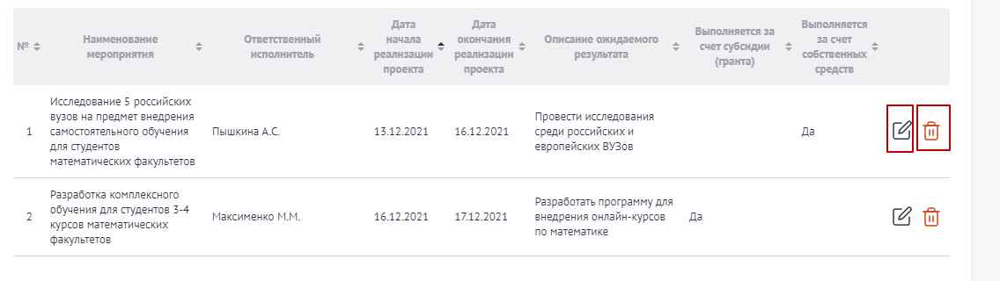 №
Наименование
мероприятия
Ответственный
исполнитель
Дата
начала
реализации
проекта
Дата
окончания
реализации
проекта
Описание ожидаемого
результата
Выполняется за
счет субсидии
(гранта)
Выполняется
за счет
собственных
средств
1
Исследование 5 российских
вузов на предмет внедрения
самостоятельного обучения
для студентов
математических факультетов
Пышкина А.С.
13.12.2021
16.12.2021
Провести исследования
среди российских и
европейских ВУЗов
Да
2
Разработка комплексного
обучения для студентов 3-4
курсов математических
факультетов
Максименко М.М.
16.12.2021
17.12.2021
Разработать программу для
внедрения онлайн-курсов
по математике
Да